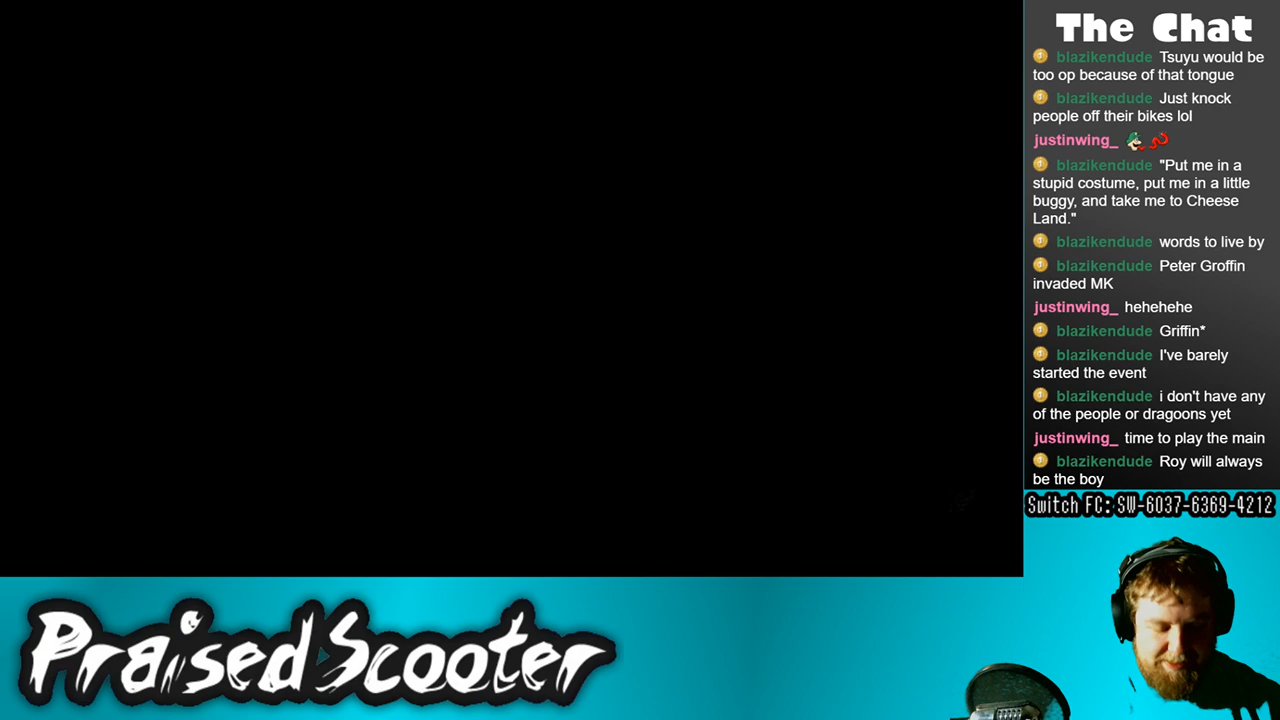 The Chat
blazikendude Tsuyu would be
too op because of that tongue
blazikendude Just knock
people off their bikes lol
justinwing_
blazikendude "Put me in a
stupid costume, put me in a little
buggy, and take me to Cheese
Land."
blazikendude words to live by
blazikendude Peter Groffin
invaded MK
justinwing_ hehehehe
blazikendude Griffin*
blazikendude I've barely
started the event
blazikendude i don't have any
of the people or dragoons yet
justinwing_ time to play the main
blazikendude Roy will always
be the boy
Switch FC: SW-6037-6369-4212
PraisedScooter